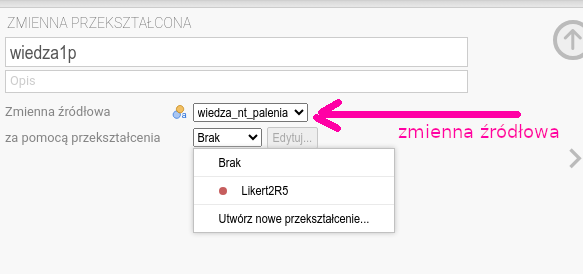 ZMIENNA PRZEKSZTAŁCONA
wiedza1p
Opis
Zmienna źródłowa a wiedza_nt_palenia
zmienna źródłowa
za pomocą przekształcenia Brak Edytuj...
Brak
Likert2R5
Utwórz nowe przekształcenie...